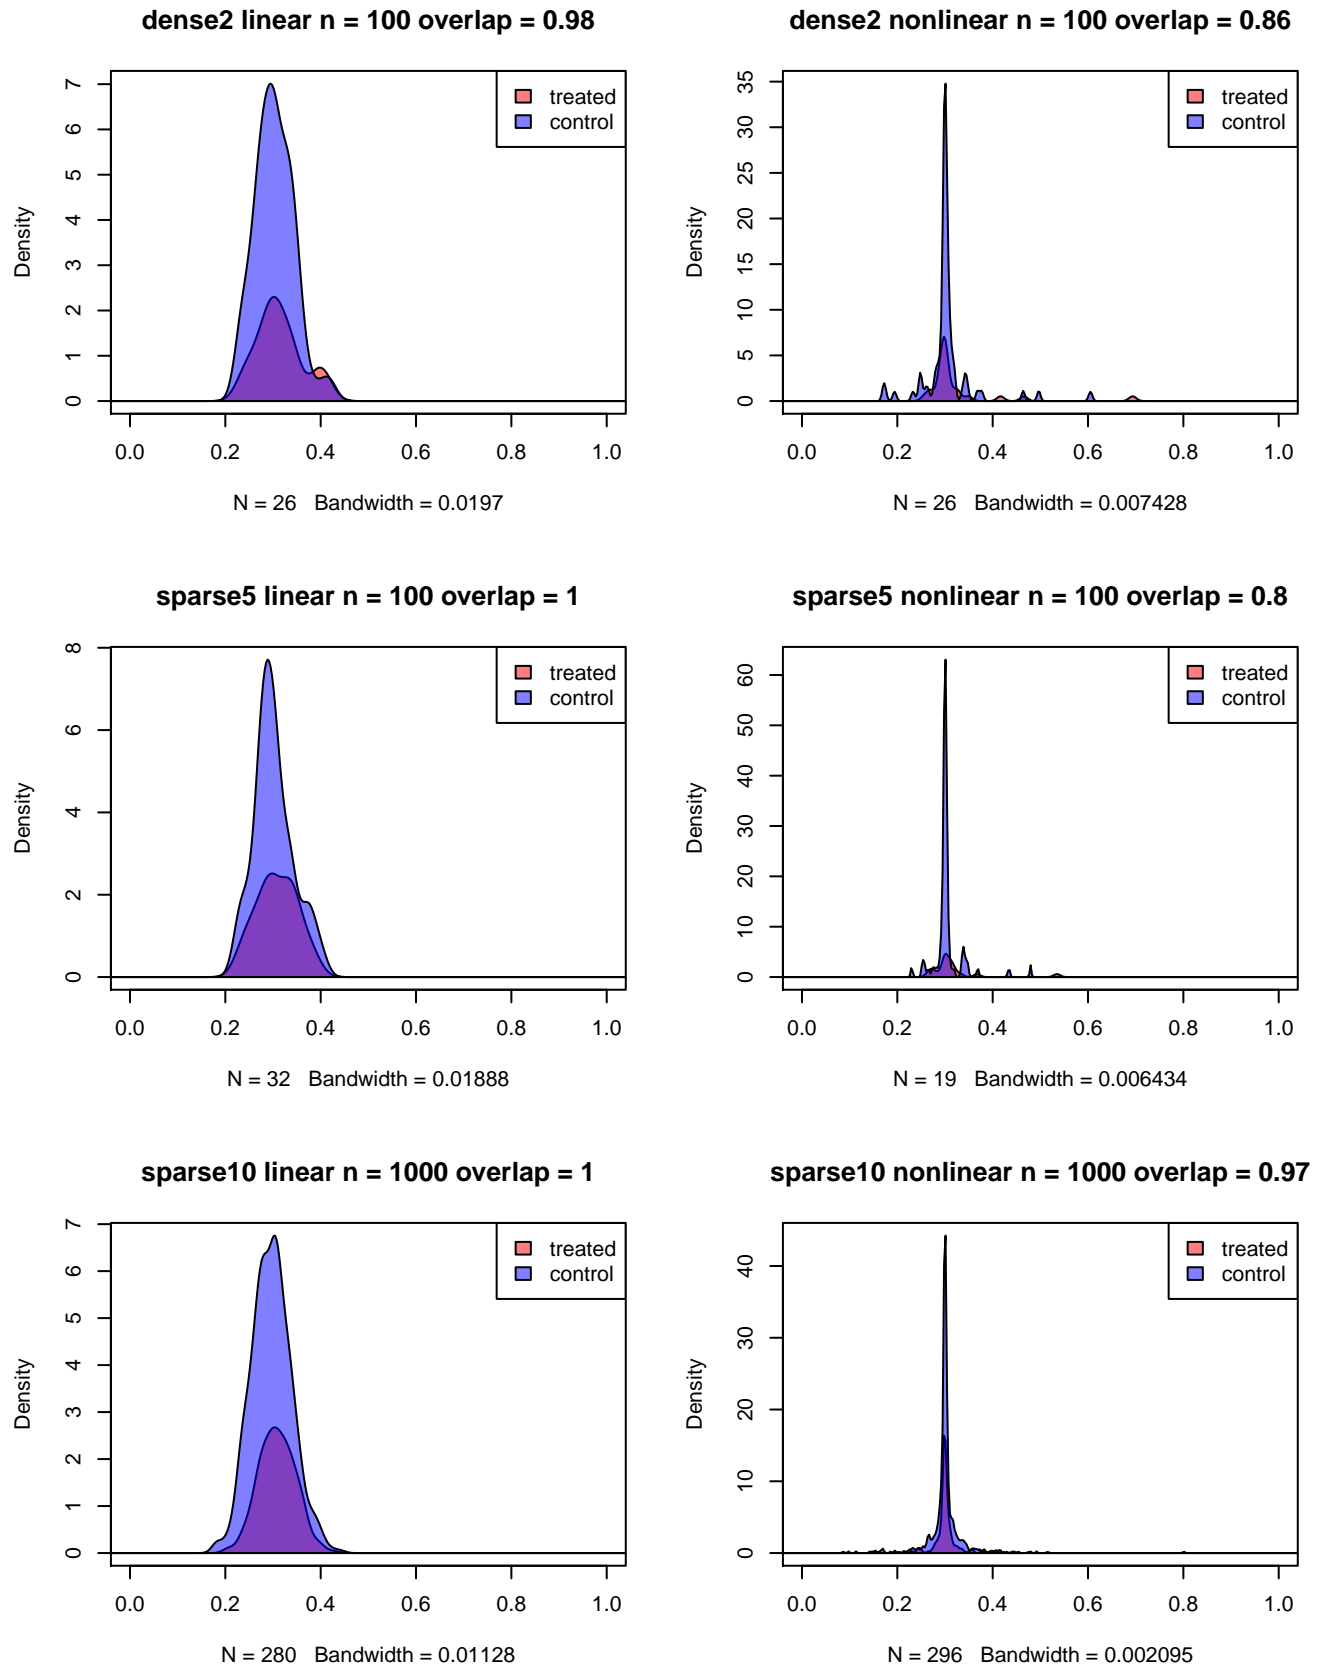 dense2 linear n = 100 overlap = 0.98
7
6
5
4
3
2
1
0
Density
treated
control
0.0 0.2 0.4 0.6 0.8 1.0
N = 26 Bandwidth = 0.0197
dense2 nonlinear n = 100 overlap = 0.86
35
30
25
20
15
10
5
0
Density
treated
control
0.0 0.2 0.4 0.6 0.8 1.0
N = 26 Bandwidth = 0.007428
sparse5 linear n = 100 overlap = 1
8
6
4
2
0
Density
treated
control
0.0 0.2 0.4 0.6 0.8 1.0
N = 32 Bandwidth = 0.01888
sparse5 nonlinear n = 100 overlap = 0.8
60
50
40
30
20
10
0
Density
treated
control
0.0 0.2 0.4 0.6 0.8 1.0
N = 19 Bandwidth = 0.006434
sparse10 linear n = 1000 overlap = 1
7
6
5
4
3
2
1
0
Density
treated
control
0.0 0.2 0.4 0.6 0.8 1.0
N = 280 Bandwidth = 0.01128
sparse10 nonlinear n = 1000 overlap = 0.97
40
30
20
10
0
Density
treated
control
0.0 0.2 0.4 0.6 0.8 1.0
N = 296 Bandwidth = 0.002095